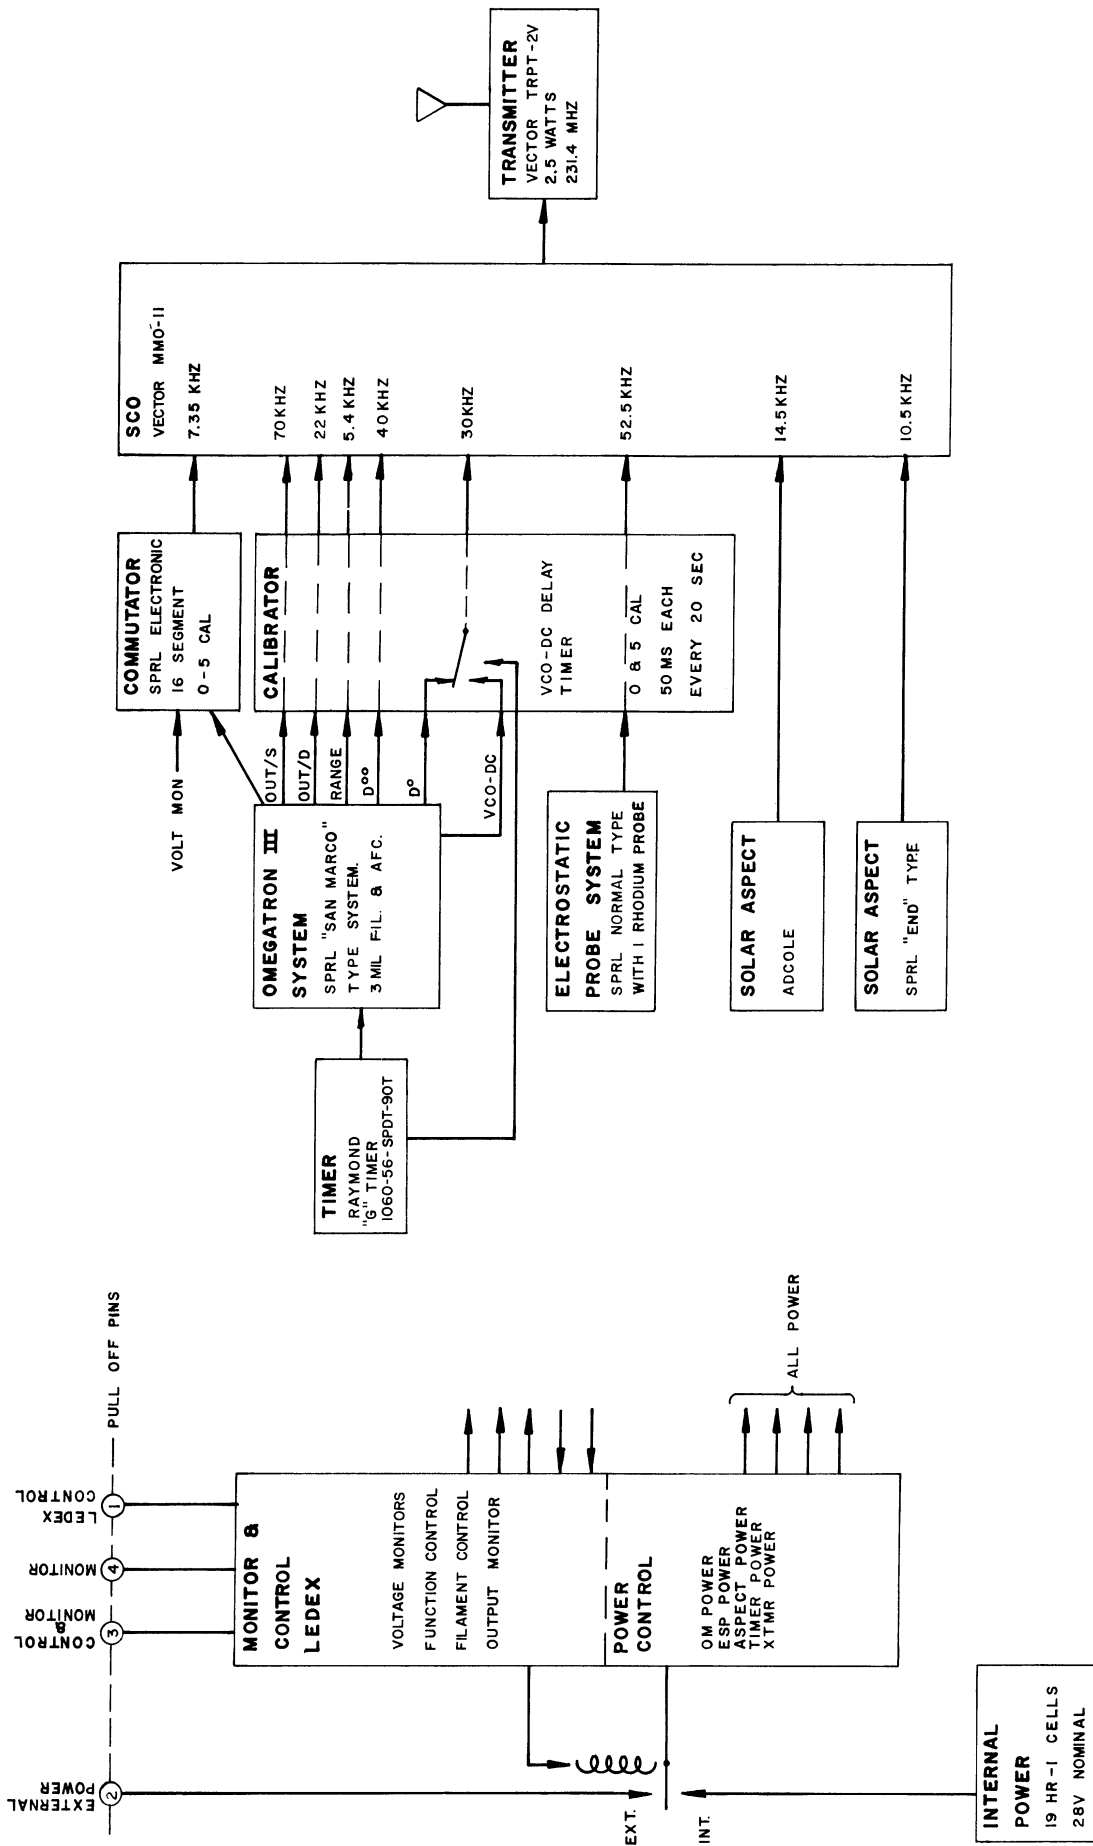 PULL OFF PINS
EXTERNAL
POWER
2
CONTROL
&
MONITOR
3
MONITOR
4
LEDEX
CONTROL
1
MONITOR &
CONTROL
LEDEX
VOLTAGE MONITORS
FUNCTION CONTROL
FILAMENT CONTROL
OUTPUT MONITOR
POWER
CONTROL
OM POWER
ESP POWER
ASPECT POWER
TIMER POWER
XTMR POWER
ALL POWER
EXT.
INT.
INTERNAL
POWER
19 HR-1 CELLS
28V NOMINAL
TIMER
RAYMOND
"G" TIMER
1060-56-SPDT-90T
VOLT MON
OMEGATRON III
SYSTEM
SPRL "SAN MARCO"
TYPE SYSTEM.
3 MIL FIL. & AFC.
OUT/S
OUT/D
RANGE
D°°
D°
VCO-DC
COMMUTATOR
SPRL ELECTRONIC
16 SEGMENT
0-5 CAL
CALIBRATOR
VCO-DC DELAY
TIMER
0 & 5 CAL
50 MS EACH
EVERY 20 SEC
ELECTROSTATIC
PROBE SYSTEM
SPRL NORMAL TYPE
WITH 1 RHODIUM PROBE
SOLAR ASPECT
ADCOLE
SOLAR ASPECT
SPRL "END" TYPE
SCO
VECTOR MMO-11
7.35 KHZ
70 KHZ
22 KHZ
5.4 KHZ
40 KHZ
30 KHZ
52.5 KHZ
14.5 KHZ
10.5 KHZ
TRANSMITTER
VECTOR TRPT-2V
2.5 WATTS
231.4 MHZ